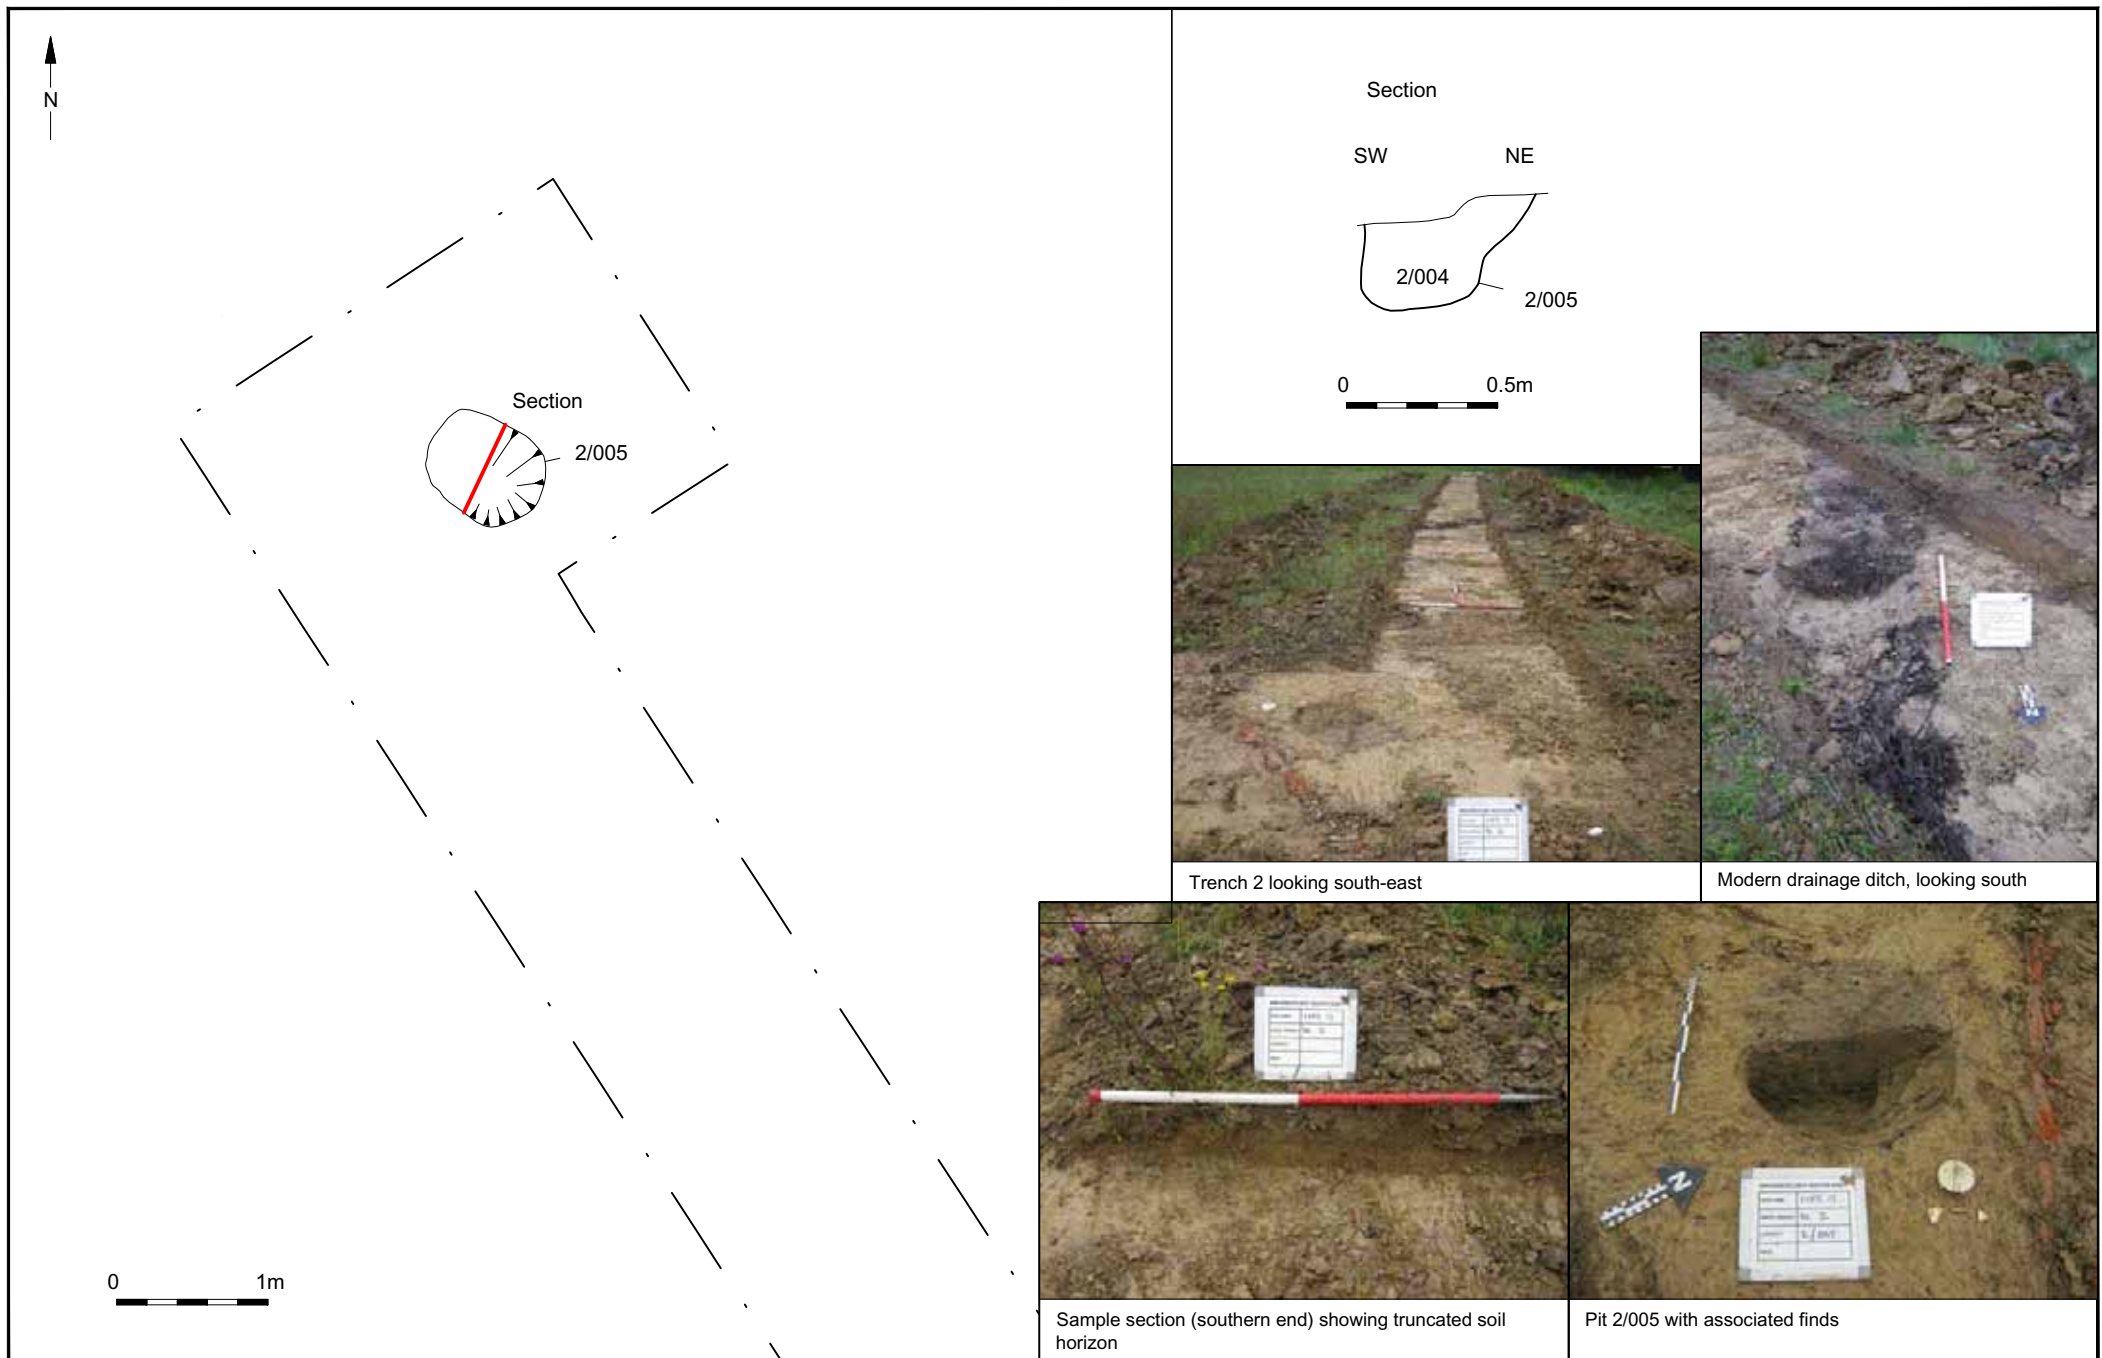 N
Section
2/005
0
1m
Section
SW
NE
2/004
2/005
0
0.5m
Trench 2 looking south-east
Modern drainage ditch, looking south
Sample section (southern end) showing truncated soil
horizon
N
Pit 2/005 with associated finds